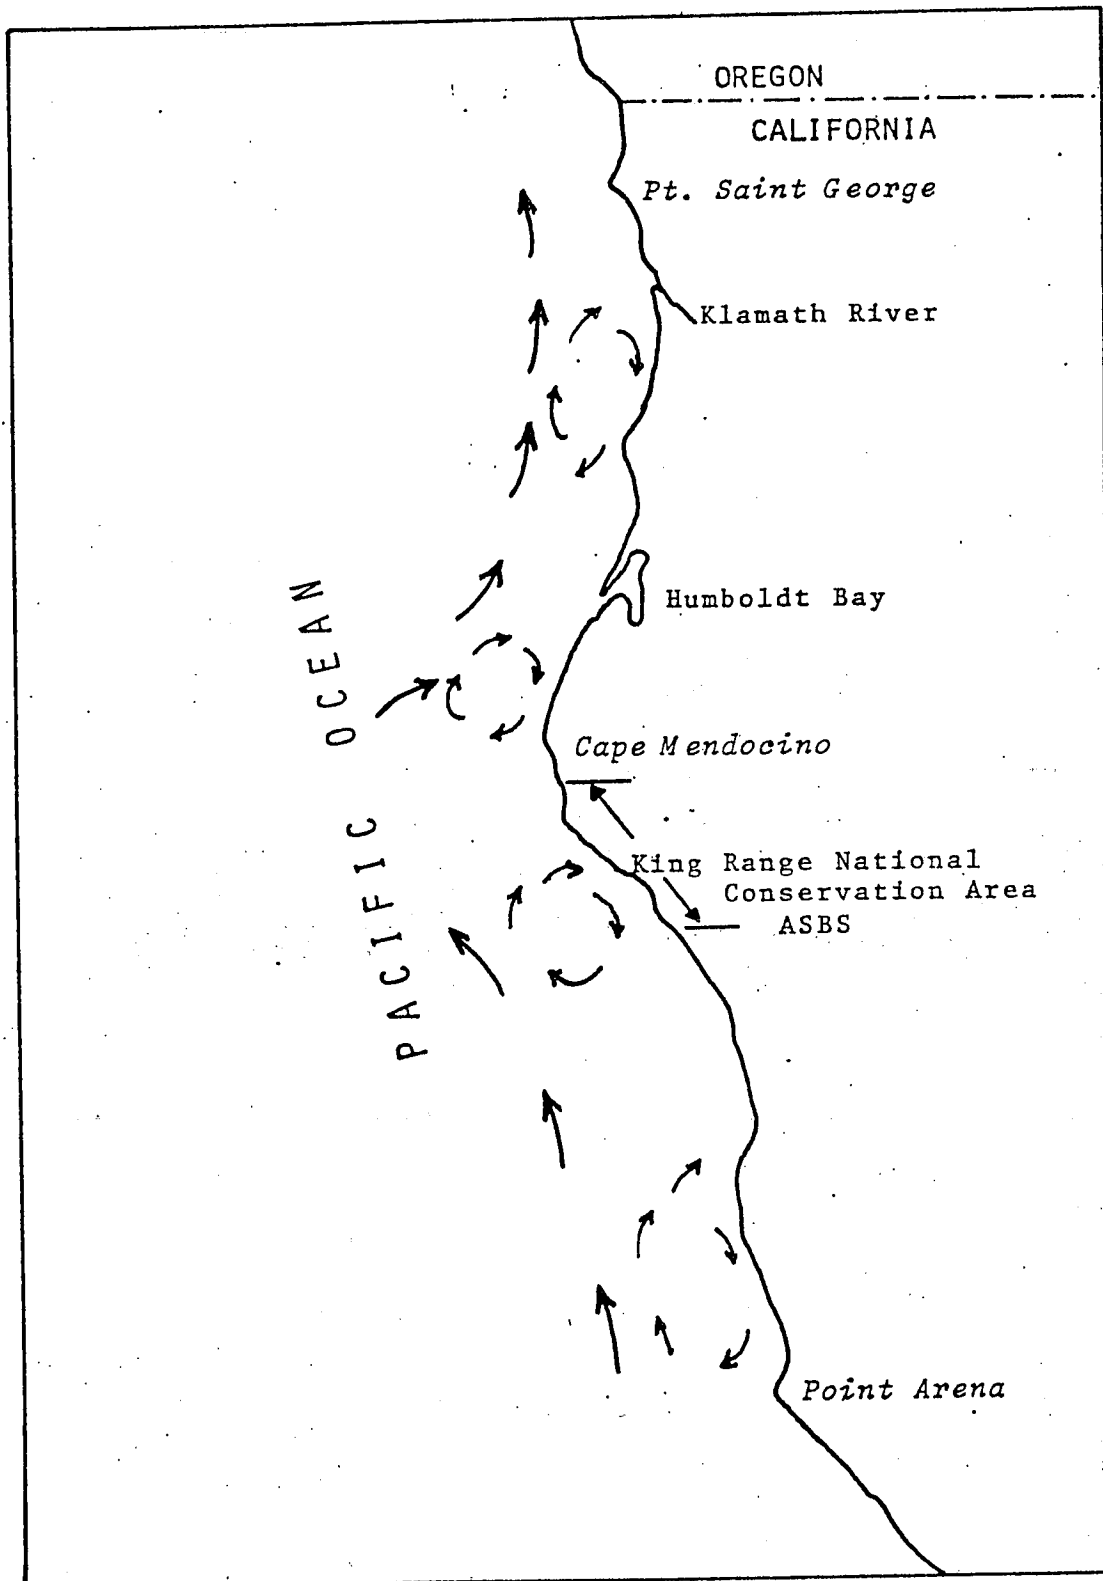 OREGON
CALIFORNIA
Pt. Saint George
Klamath River
Humboldt Bay
PACIFIC OCEAN
Cape Mendocino
King Range National
Conservation Area
ASBS
Point Arena